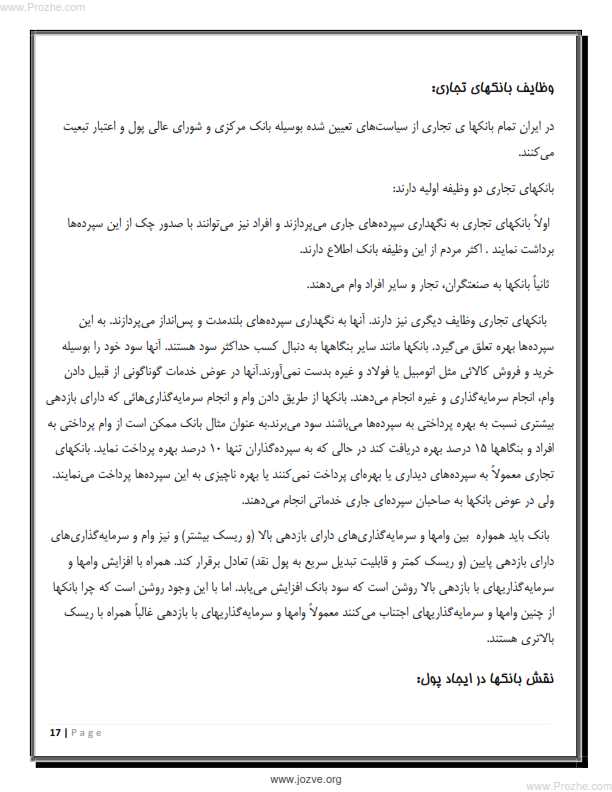 www.Prozhe.com
وظایف بانکهای تجاری:
در ایران تمام بانکها ی تجاری از سیاست‌های تعیین شده بوسیله بانک مرکزی و شورای عالی پول و اعتبار تبعیت
می‌کنند.
بانکهای تجاری دو وظیفه اولیه دارند:
اولاً بانکهای تجاری به نگهداری سپرده‌های جاری می‌پردازند و افراد نیز می‌توانند با صدور چک از این سپرده‌ها
برداشت نمایند . اکثر مردم از این وظیفه بانک اطلاع دارند.
ثانیاً بانکها به صنعتگران، تجار و سایر افراد وام می‌دهند.
بانکهای تجاری وظایف دیگری نیز دارند. آنها به نگهداری سپرده‌های بلندمدت و پس‌انداز می‌پردازند. به این
سپرده‌ها بهره تعلق می‌گیرد. بانکها مانند سایر بنگاهها به دنبال کسب حداکثر سود هستند. آنها سود خود را بوسیله
خرید و فروش کالائی مثل اتومبیل یا فولاد و غیره بدست نمی‌آورند.آنها در عوض خدمات گوناگونی از قبیل دادن
وام، انجام سرمایه‌گذاری و غیره انجام می‌دهند. بانکها از طریق دادن وام و انجام سرمایه‌گذاری‌هائی که دارای بازدهی
بیشتری نسبت به بهره پرداختی به سپرده‌ها می‌باشند سود می‌برند.به عنوان مثال بانک ممکن است از وام پرداختی به
افراد و بنگاهها ۱۵ درصد بهره دریافت کند در حالی که به سپرده‌گذاران تنها ۱۰ درصد بهره پرداخت نماید. بانکهای
تجاری معمولاً به سپرده‌های دیداری یا بهره‌ای پرداخت نمی‌کنند یا بهره ناچیزی به این سپرده‌ها پرداخت می‌نمایند.
ولی در عوض بانکها به صاحبان سپرده‌ای جاری خدماتی انجام می‌دهند.
بانک باید همواره  بین وامها و سرمایه‌گذاری‌های دارای بازدهی بالا (و ریسک بیشتر) و نیز وام و سرمایه‌گذاری‌های
دارای بازدهی پایین (و ریسک کمتر و قابلیت تبدیل سریع به پول نقد) تعادل برقرار کند. همراه با افزایش وامها و
سرمایه‌گذاریهای با بازدهی بالا روشن است که سود بانک افزایش می‌یابد. اما با این وجود روشن است که چرا بانکها
از چنین وامها و سرمایه‌گذاریهای اجتناب می‌کنند معمولاً وامها و سرمایه‌گذاریهای با بازدهی غالباً همراه با ریسک
بالاتری هستند.
نقش بانکها در ایجاد پول:
17 | Page
www.jozve.org
www.Prozhe.com